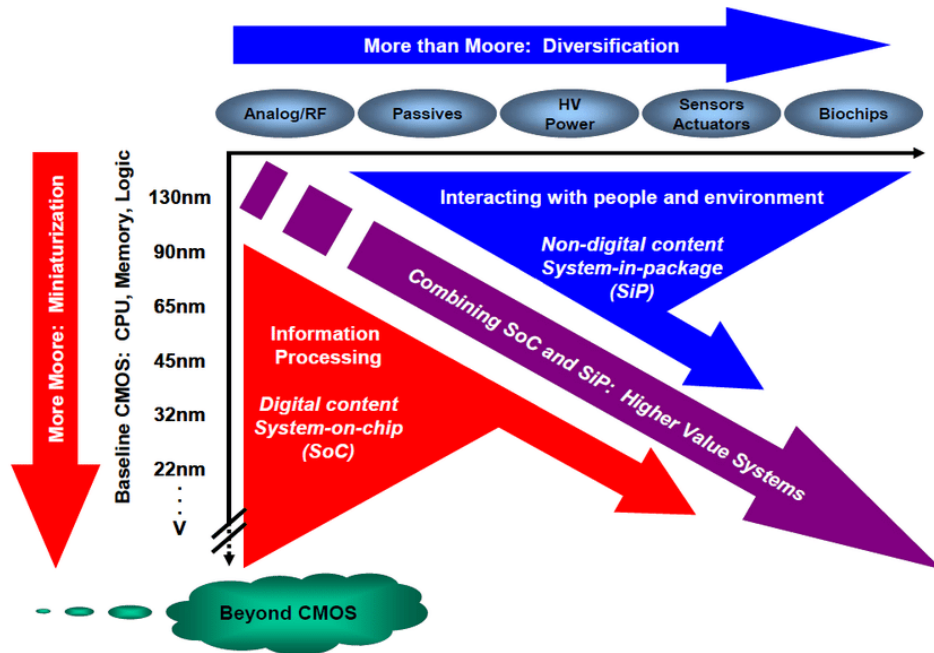 More than Moore: Diversification
Analog/RF
Passives
HV
Power
Sensors
Actuators
Biochips
More Moore: Miniaturization
Baseline CMOS: CPU, Memory, Logic
130nm
90nm
65nm
45nm
32nm
22nm
V
Interacting with people and environment
Non-digital content
System-in-package
(SiP)
Combining SoC and SiP: Higher Value Systems
Information
Processing
Digital content
System-on-chip
(SoC)
Beyond CMOS